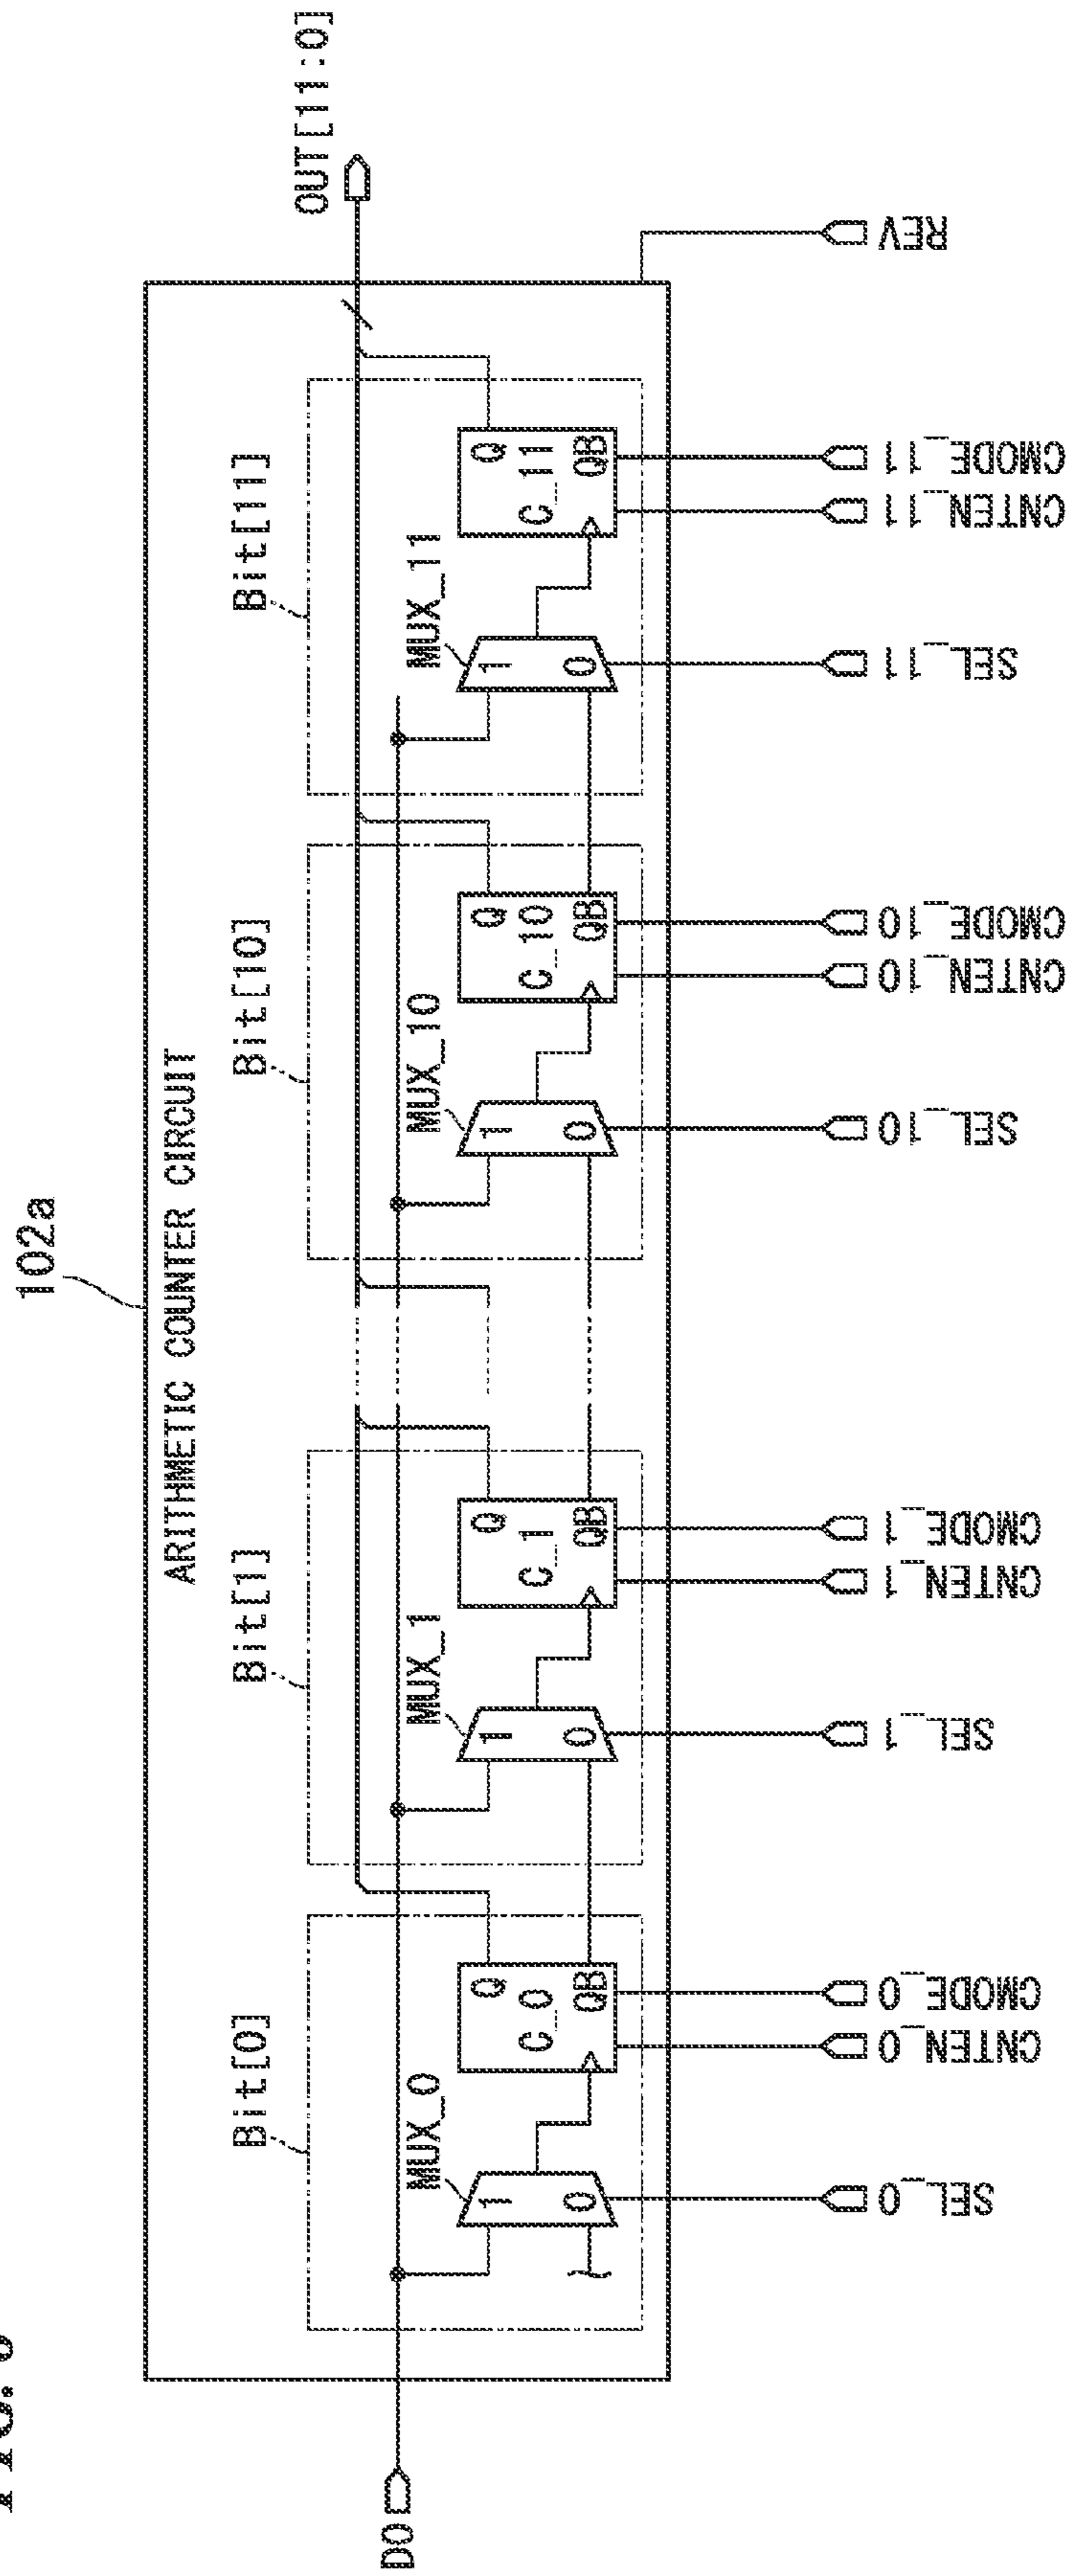 102a
ARITHMETIC COUNTER CIRCUIT
Bit[0]
Bit[1]
Bit[10]
Bit[11]
OUT[11:0]
DO
MUX_0
1
0
Q
C_0
QB
MUX_1
1
0
Q
C_1
QB
MUX_10
1
0
Q
C_10
QB
MUX_11
1
0
Q
C_11
QB
SEL_0
CNTEN_0
CMODE_0
SEL_1
CNTEN_1
CMODE_1
SEL_10
CNTEN_10
CMODE_10
SEL_11
CNTEN_11
CMODE_11
REV